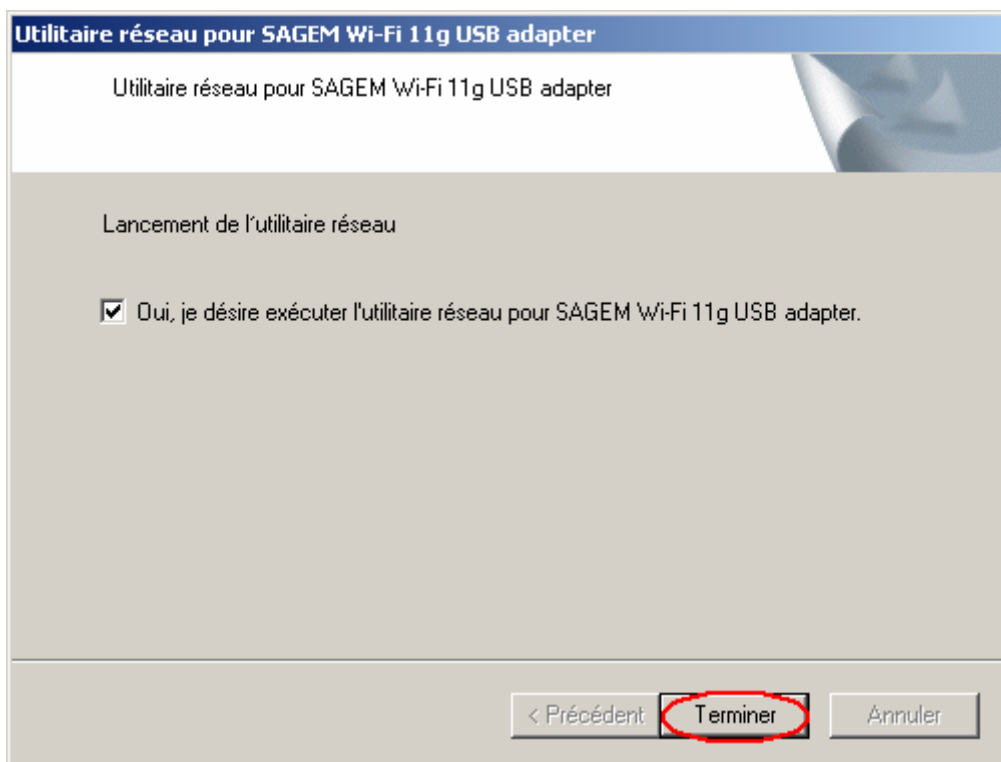 Utilitaire réseau pour SAGEM Wi-Fi 11g USB adapter
Utilitaire réseau pour SAGEM Wi-Fi 11g USB adapter
Lancement de l'utilitaire réseau
Oui, je désire exécuter l'utilitaire réseau pour SAGEM Wi-Fi 11g USB adapter.
< Précédent Terminer Annuler